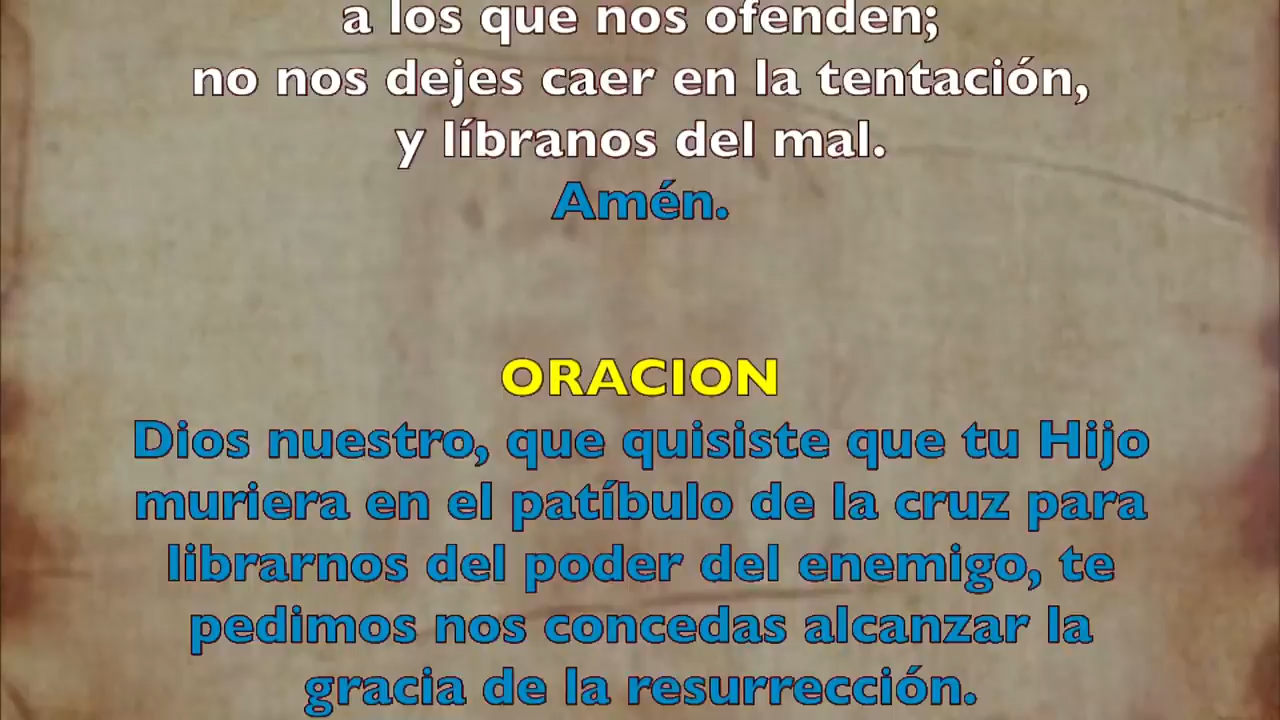 a los que nos ofenden;
no nos dejes caer en la tentación,
y líbranos del mal.
Amén.
ORACION
Dios nuestro, que quisiste que tu Hijo
muriera en el patíbulo de la cruz para
librarnos del poder del enemigo, te
pedimos nos concedas alcanzar la
gracia de la resurrección.